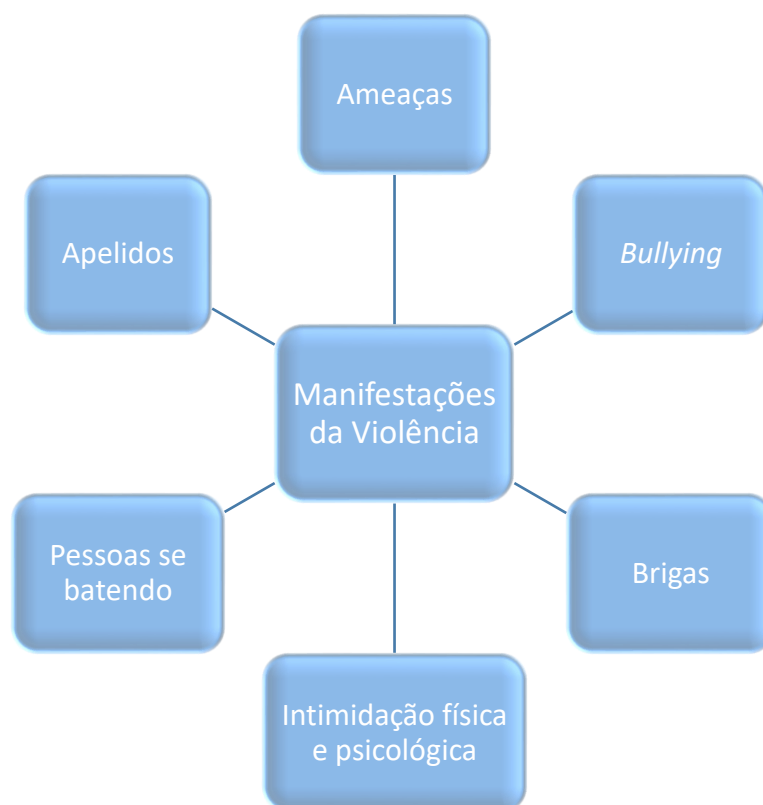 Ameaças
Apelidos
Bullying
Manifestações
da Violência
Pessoas se
batendo
Brigas
Intimidação física
e psicológica